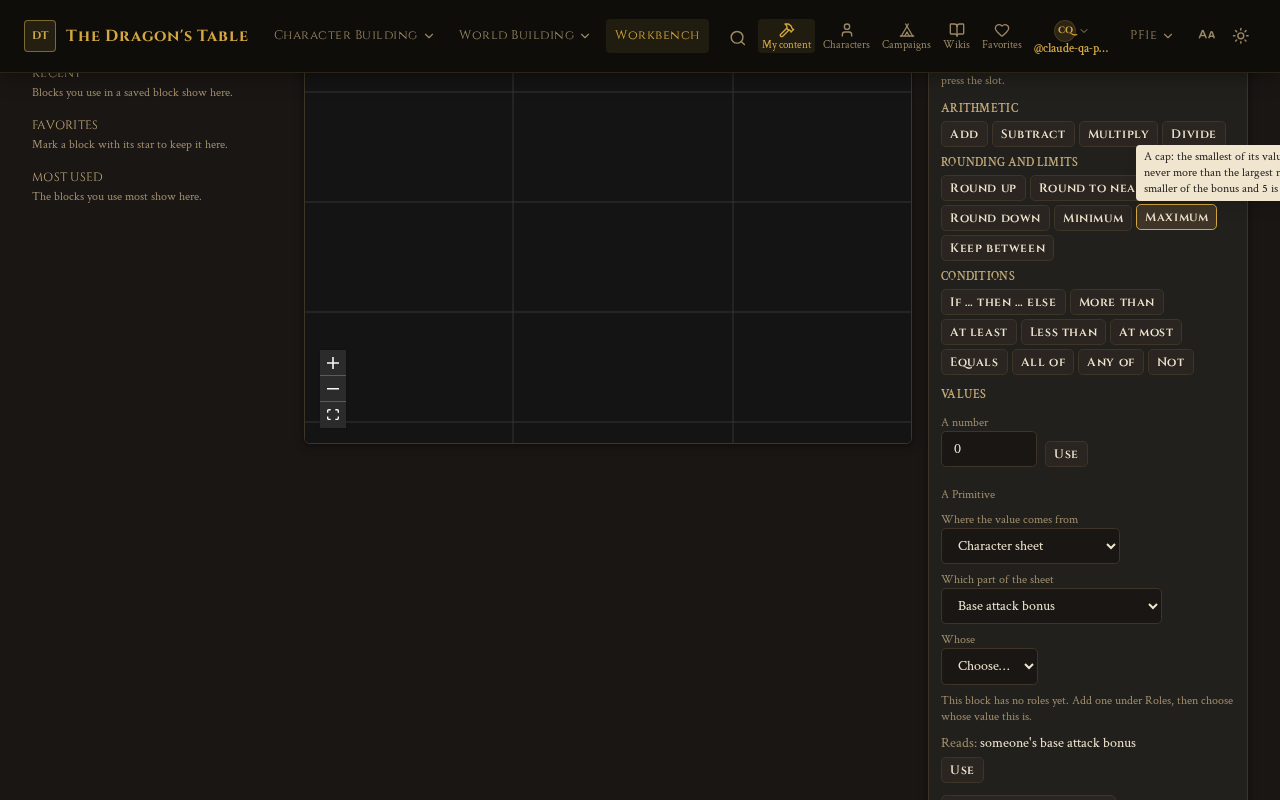 DT The Dragon's Table Character Building World Building Workbench My content Characters Campaigns Wikis Favorites CQ @claude-qa-p... PF1e AA
RECENT
Blocks you use in a saved block show here.
FAVORITES
Mark a block with its star to keep it here.
MOST USED
The blocks you use most show here.
press the slot.
ARITHMETIC
Add Subtract Multiply Divide
ROUNDING AND LIMITS
A cap: the smallest of its
never more than the largest
smaller of the bonus and 5 is
Round up
Round down Minimum Maximum
Keep between
CONDITIONS
If ... then ... else More than
At least Less than At most
Equals All of Any of Not
VALUES
A number
0 Use
A Primitive
Where the value comes from
Character sheet
Which part of the sheet
Base attack bonus
Whose
Choose...
This block has no roles yet. Add one under Roles, then choose
whose value this is.
Reads: someone's base attack bonus
Use